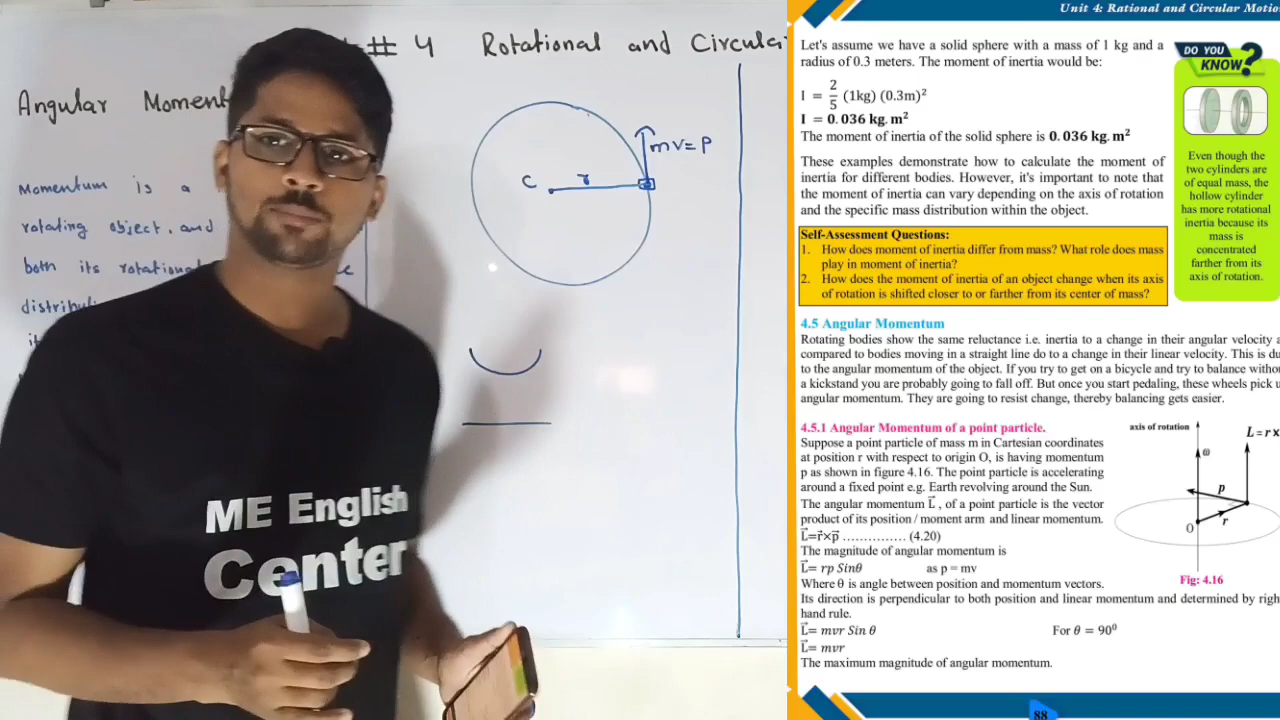 # 4 Rotational and Circular
Angular Moment
Momentum is a
rotating object, and
both its rotational
distribut
C
r
mv=P
ME English
Center
Unit 4: Rational and Circular Motion
Let's assume we have a solid sphere with a mass of 1 kg and a
radius of 0.3 meters. The moment of inertia would be:
I = 2/5 (1kg) (0.3m)²
I = 0.036 kg.m²
The moment of inertia of the solid sphere is 0.036 kg.m²
These examples demonstrate how to calculate the moment of
inertia for different bodies. However, it's important to note that
the moment of inertia can vary depending on the axis of rotation
and the specific mass distribution within the object.
Self-Assessment Questions:
1. How does moment of inertia differ from mass? What role does mass
play in moment of inertia?
2. How does the moment of inertia of an object change when its axis
of rotation is shifted closer to or farther from its center of mass?
DO YOU
KNOW?
Even though the
two cylinders are
of equal mass, the
hollow cylinder
has more rotational
inertia because its
mass is
concentrated
farther from its
axis of rotation.
4.5 Angular Momentum
Rotating bodies show the same reluctance i.e. inertia to a change in their angular velocity a
compared to bodies moving in a straight line do to a change in their linear velocity. This is du
to the angular momentum of the object. If you try to get on a bicycle and try to balance withou
a kickstand you are probably going to fall off. But once you start pedaling, these wheels pick u
angular momentum. They are going to resist change, thereby balancing gets easier.
4.5.1 Angular Momentum of a point particle.
Suppose a point particle of mass m in Cartesian coordinates
at position r with respect to origin O, is having momentum
p as shown in figure 4.16. The point particle is accelerating
around a fixed point e.g. Earth revolving around the Sun.
The angular momentum L⃗ , of a point particle is the vector
product of its position / moment arm and linear momentum.
L⃗=r⃗×p⃗ ............... (4.20)
The magnitude of angular momentum is
L⃗= rp Sinθ as p = mv
Where θ is angle between position and momentum vectors.
Its direction is perpendicular to both position and linear momentum and determined by righ
hand rule.
L⃗= mvr Sin θ For θ = 90⁰
L⃗= mvr
The maximum magnitude of angular momentum.
axis of rotation
L = r×
ω
p
O
r
Fig: 4.16
88